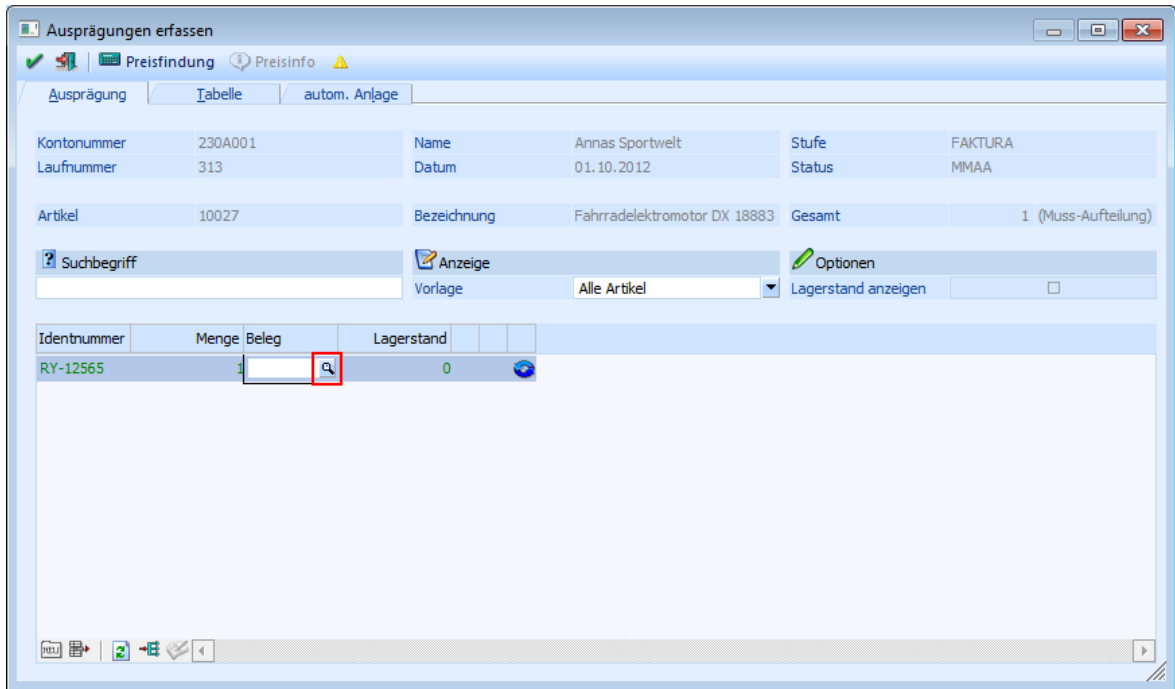 Ausprägungen erfassen
Preisfindung Preisinfo
Ausprägung Tabelle autom. Anlage
Kontonummer 230A001 Name Annas Sportwelt Stufe FAKTURA
Laufnummer 313 Datum 01.10.2012 Status MMAA
Artikel 10027 Bezeichnung Fahrradelektromotor DX 18883 Gesamt 1 (Muss-Aufteilung)
Suchbegriff Anzeige Optionen
Vorlage Alle Artikel Lagerstand anzeigen
Identnummer Menge Beleg Lagerstand
RY-12565 1 0